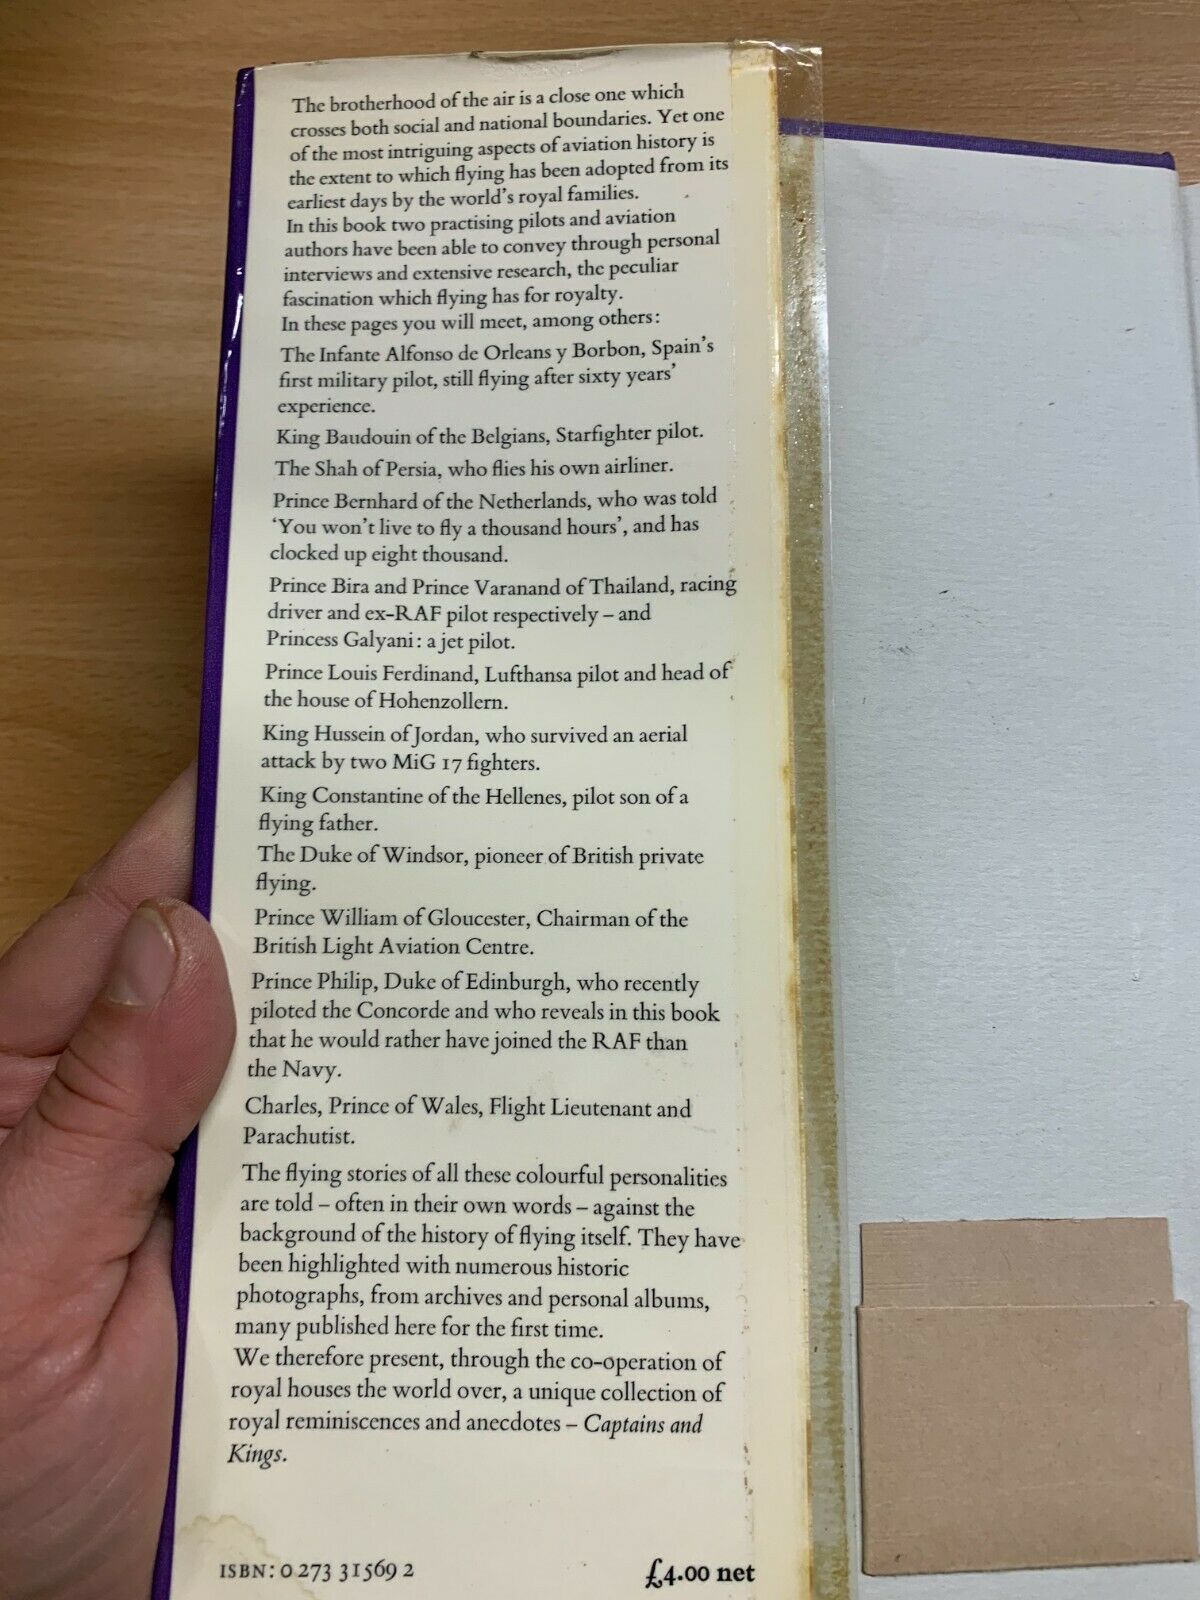 The brotherhood of the air is a close one which
crosses both social and national boundaries. Yet one
of the most intriguing aspects of aviation history is
the extent to which flying has been adopted from its
earliest days by the world's royal families.
In this book two practising pilots and aviation
authors have been able to convey through personal
interviews and extensive research, the peculiar
fascination which flying has for royalty.
In these pages you will meet, among others:
The Infante Alfonso de Orleans y Borbon, Spain's
first military pilot, still flying after sixty years'
experience.
King Baudouin of the Belgians, Starfighter pilot.
The Shah of Persia, who flies his own airliner.
Prince Bernhard of the Netherlands, who was told
'You won't live to fly a thousand hours', and has
clocked up eight thousand.
Prince Bira and Prince Varanand of Thailand, racing
driver and ex-RAF pilot respectively – and
Princess Galyani: a jet pilot.
Prince Louis Ferdinand, Lufthansa pilot and head of
the house of Hohenzollern.
King Hussein of Jordan, who survived an aerial
attack by two MiG 17 fighters.
King Constantine of the Hellenes, pilot son of a
flying father.
The Duke of Windsor, pioneer of British private
flying.
Prince William of Gloucester, Chairman of the
British Light Aviation Centre.
Prince Philip, Duke of Edinburgh, who recently
piloted the Concorde and who reveals in this book
that he would rather have joined the RAF than
the Navy.
Charles, Prince of Wales, Flight Lieutenant and
Parachutist.
The flying stories of all these colourful personalities
are told – often in their own words – against the
background of the history of flying itself. They have
been highlighted with numerous historic
photographs, from archives and personal albums,
many published here for the first time.
We therefore present, through the co-operation of
royal houses the world over, a unique collection of
royal reminiscences and anecdotes – Captains and
Kings.
ISBN: 0 273 31569 2
£4.00 net